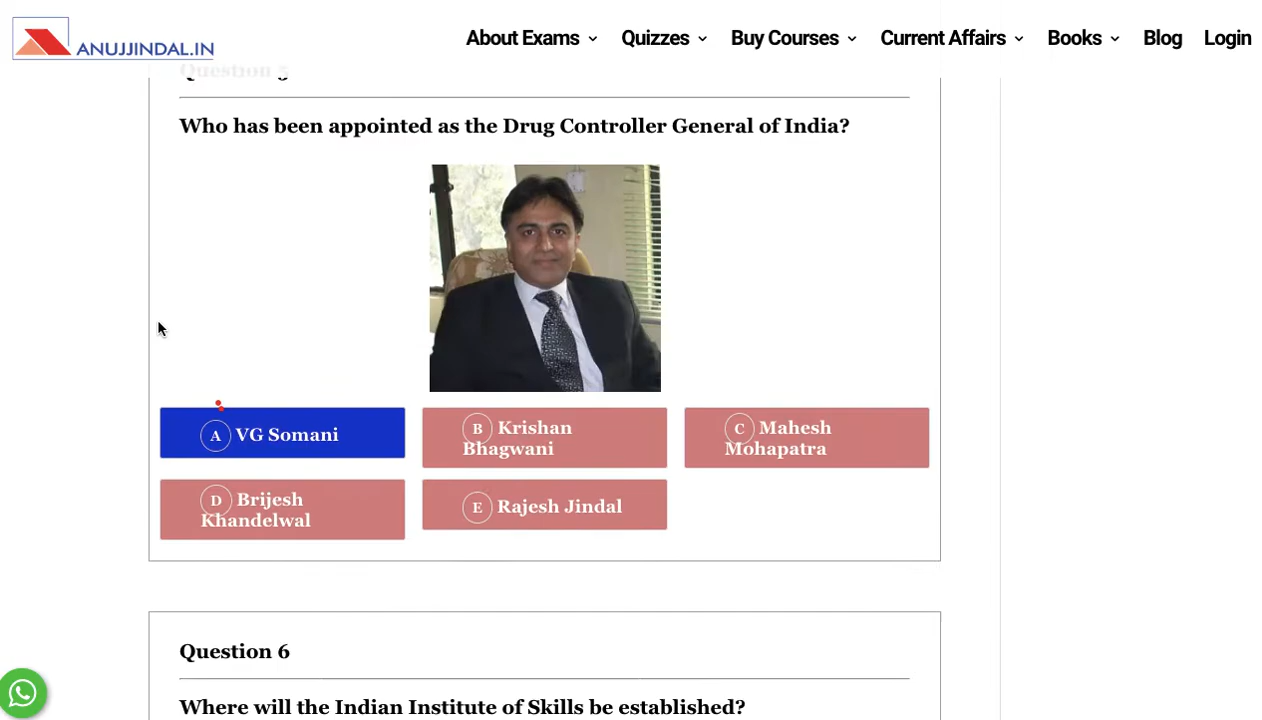 ANUJJINDAL.IN
About Exams Quizzes Buy Courses Current Affairs Books Blog Login
Question 5
Who has been appointed as the Drug Controller General of India?
A VG Somani
B Krishan
Bhagwani
C Mahesh
Mohapatra
D Brijesh
Khandelwal
E Rajesh Jindal
Question 6
Where will the Indian Institute of Skills be established?